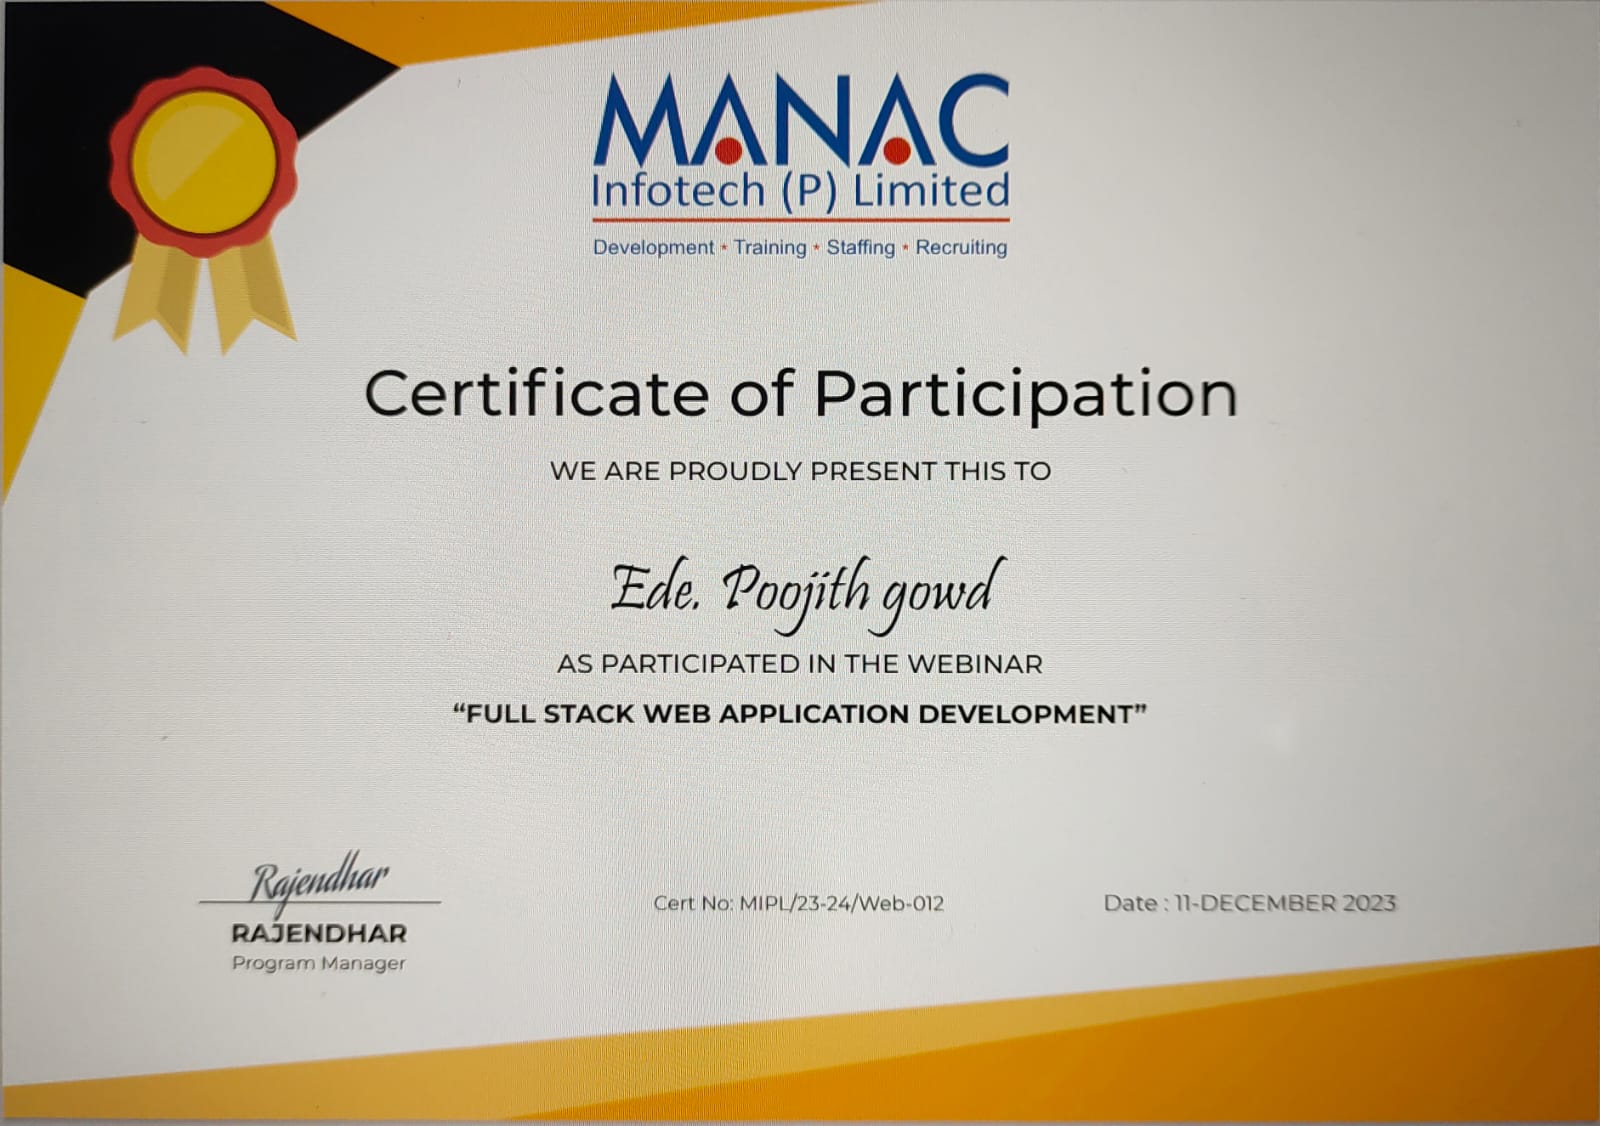 MANAC
Infotech (P) Limited
Development * Training * Staffing * Recruiting
Certificate of Participation
WE ARE PROUDLY PRESENT THIS TO
Ede. Poojith gowd
AS PARTICIPATED IN THE WEBINAR
“FULL STACK WEB APPLICATION DEVELOPMENT”
Rajendhar
RAJENDHAR
Program Manager
Cert No: MIPL/23-24/Web-012
Date : 11-DECEMBER 2023